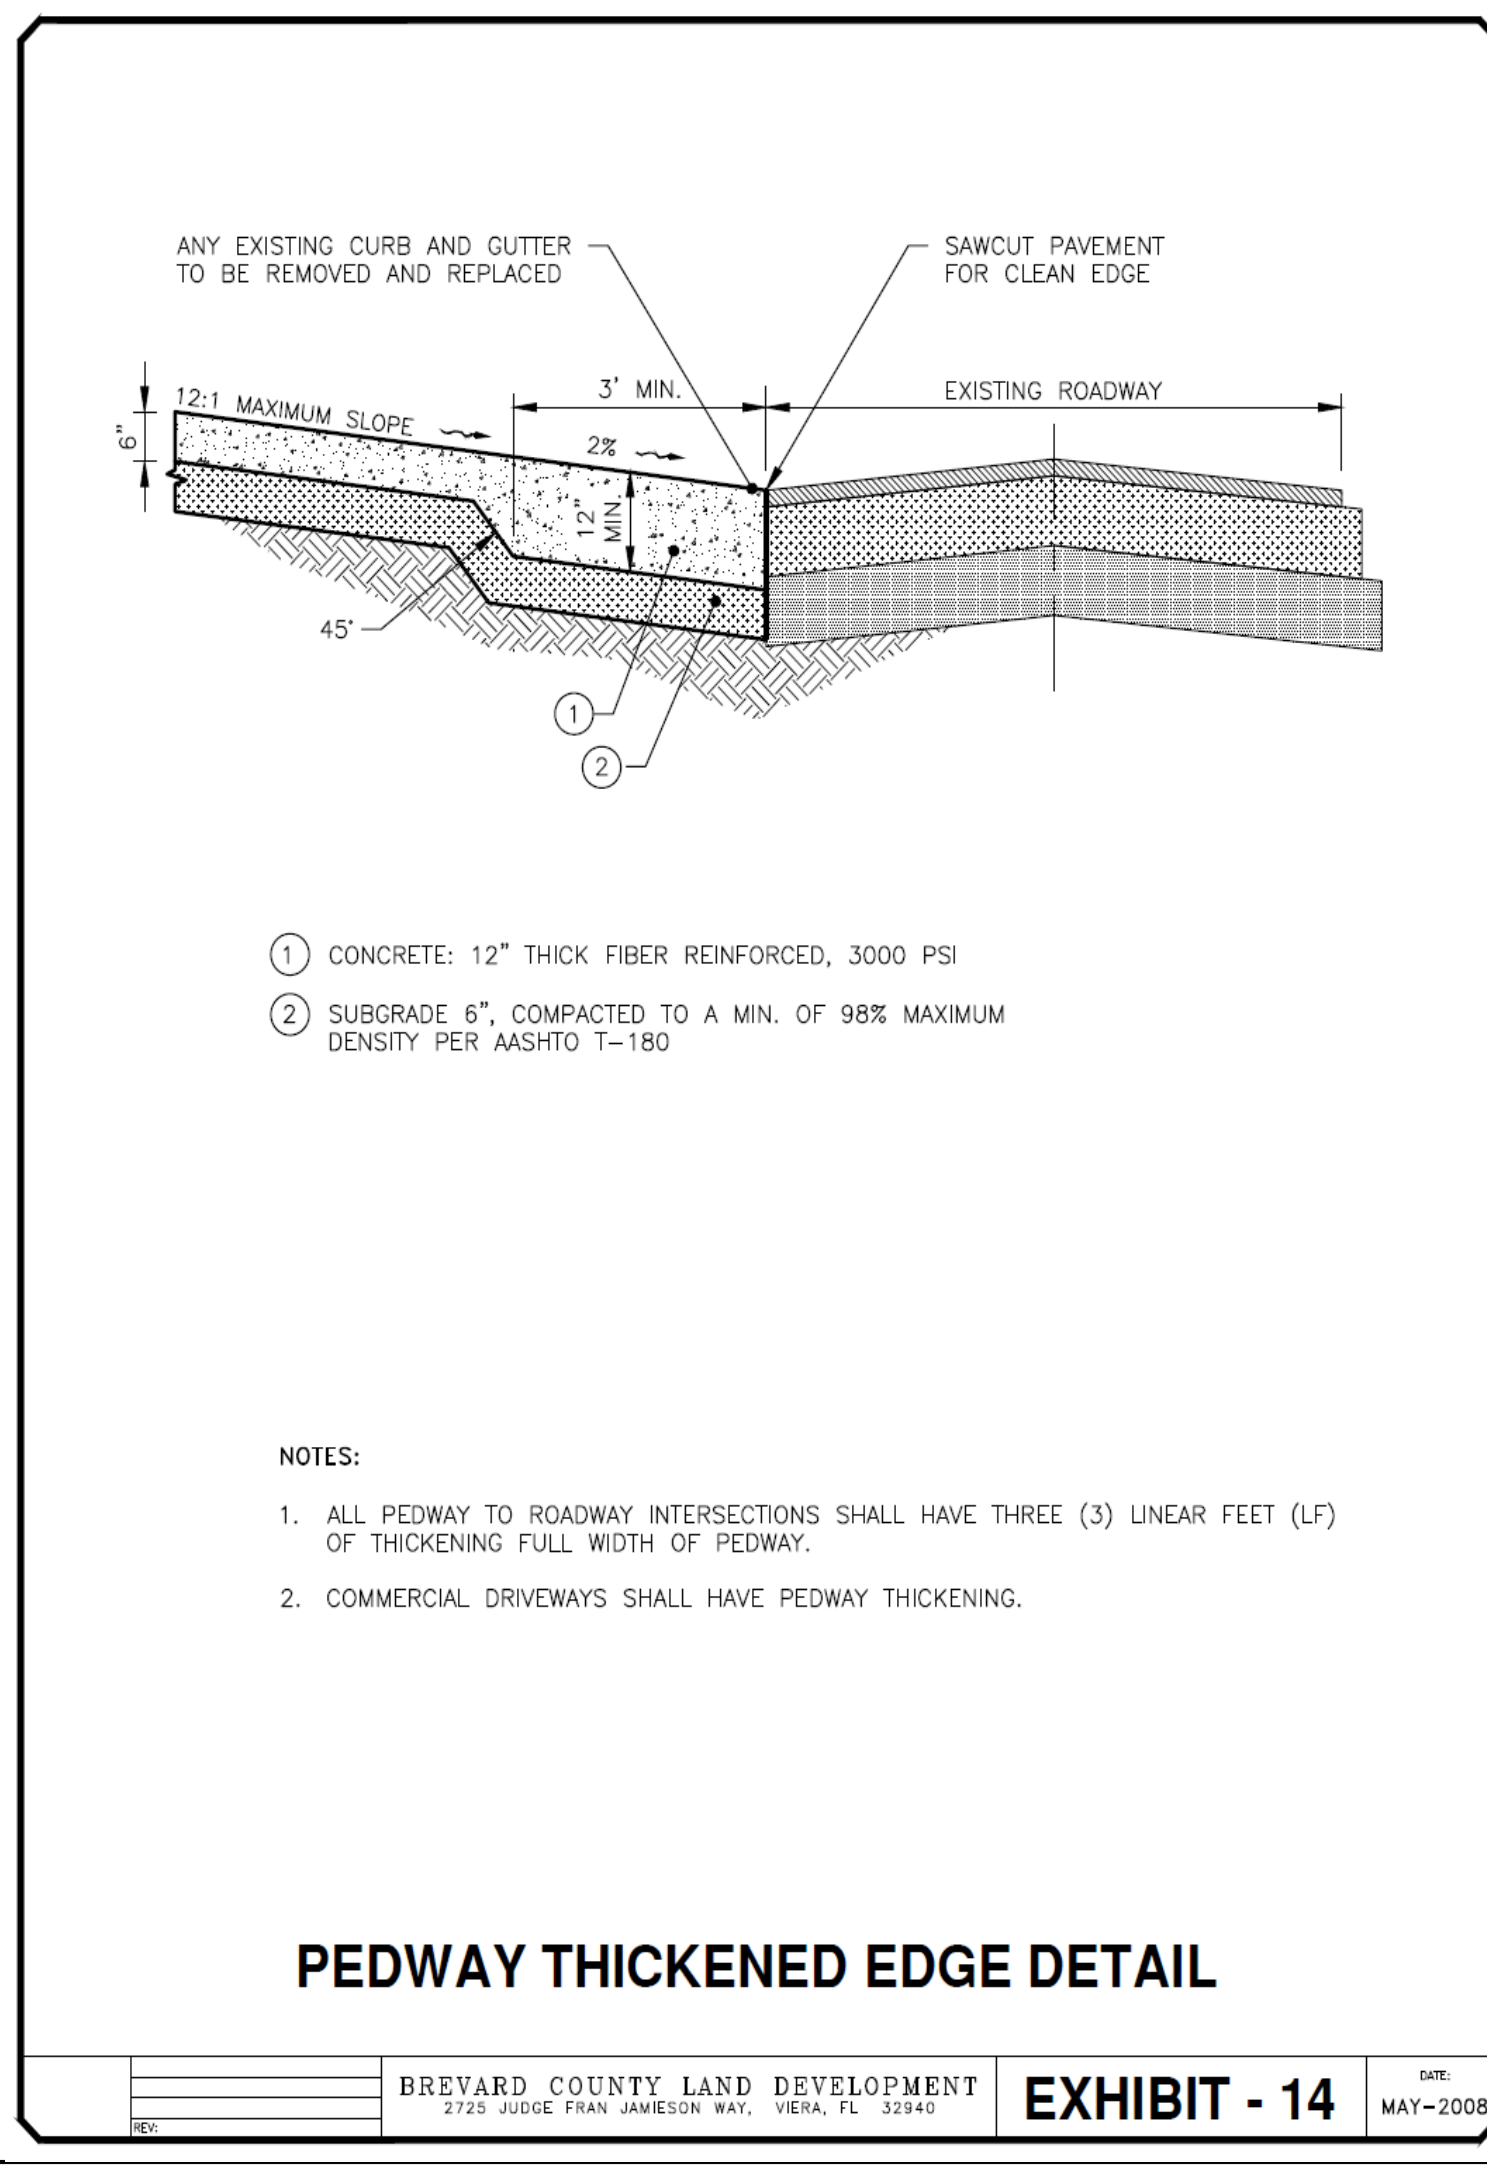 ANY EXISTING CURB AND GUTTER
TO BE REMOVED AND REPLACED
SAWCUT PAVEMENT
FOR CLEAN EDGE
3' MIN.
EXISTING ROADWAY
12:1 MAXIMUM SLOPE
6"
2%
12"
MIN.
45°
1
2
1 CONCRETE: 12" THICK FIBER REINFORCED, 3000 PSI
2 SUBGRADE 6", COMPACTED TO A MIN. OF 98% MAXIMUM
DENSITY PER AASHTO T-180
NOTES:
1. ALL PEDWAY TO ROADWAY INTERSECTIONS SHALL HAVE THREE (3) LINEAR FEET (LF)
OF THICKENING FULL WIDTH OF PEDWAY.
2. COMMERCIAL DRIVEWAYS SHALL HAVE PEDWAY THICKENING.
PEDWAY THICKENED EDGE DETAIL
REV:
BREVARD COUNTY LAND DEVELOPMENT
2725 JUDGE FRAN JAMIESON WAY, VIERA, FL 32940
EXHIBIT - 14
DATE:
MAY-2008